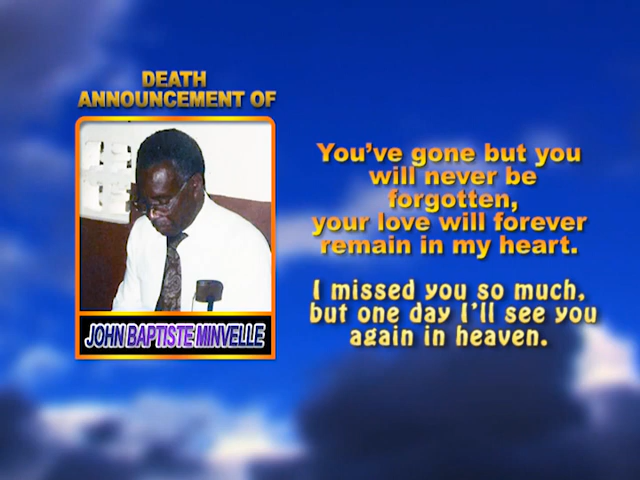 DEATH
ANNOUNCEMENT OF
JOHN BAPTISTE MINVELLE
You've gone but you
will never be
forgotten,
your love will forever
remain in my heart.
I missed you so much,
but one day I'll see you
again in heaven.